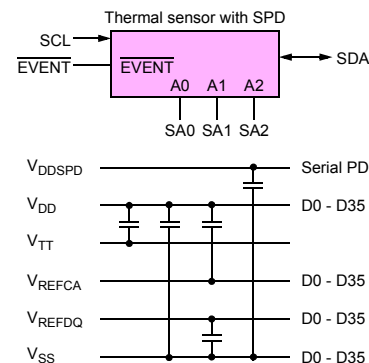 Thermal sensor with SPD
SCL
EVENT
EVENT
SDA
A0 A1 A2
SA0 SA1 SA2
VDDSPD Serial PD
VDD D0 - D35
VTT
VREFCA D0 - D35
VREFDQ D0 - D35
VSS D0 - D35